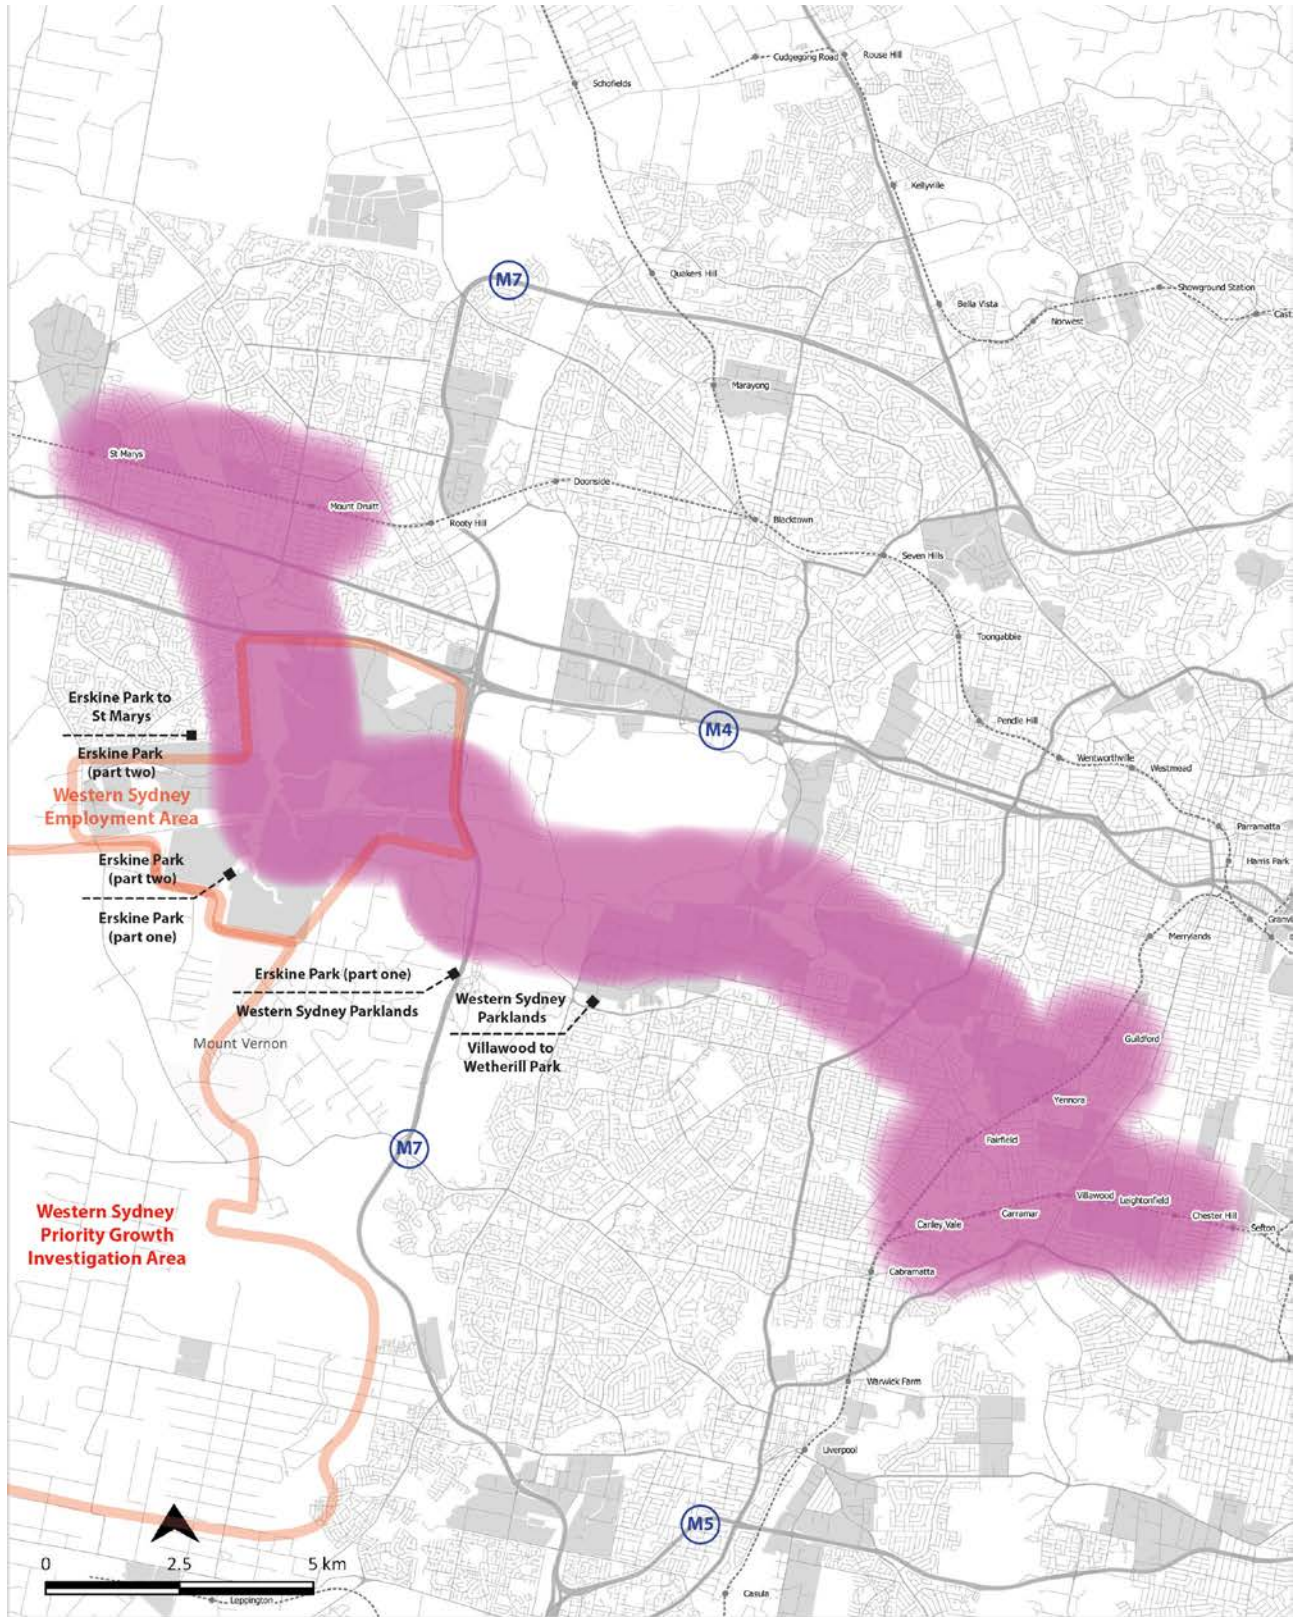 Cudgegong Road
Rouse Hill
Schofields
Kellyville
M7
Quakers Hill
Showground Station
Bella Vista
Norwest
Cast
Marayong
St Marys
Doonside
Mount Druitt
Rooty Hill
Blacktown
Seven Hills
Toongabbie
Erskine Park to
St Marys
M4
Pendle Hill
Erskine Park
(part two)
Wentworthville
Westmead
Western Sydney
Employment Area
Parramatta
Erskine Park
(part two)
Harris Park
Erskine Park
(part one)
Granvi
Merrylands
Erskine Park (part one)
Western Sydney Parklands
Western Sydney
Parklands
Villawood to
Wetherill Park
Mount Vernon
Guildford
Yennora
Fairfield
M7
Villawood
Leightonfield
Carramar
Chester Hill
Canley Vale
Sefton
Western Sydney
Priority Growth
Investigation Area
Cabramatta
Warwick Farm
Liverpool
M5
0 2.5 5 km
Casula
Leppington